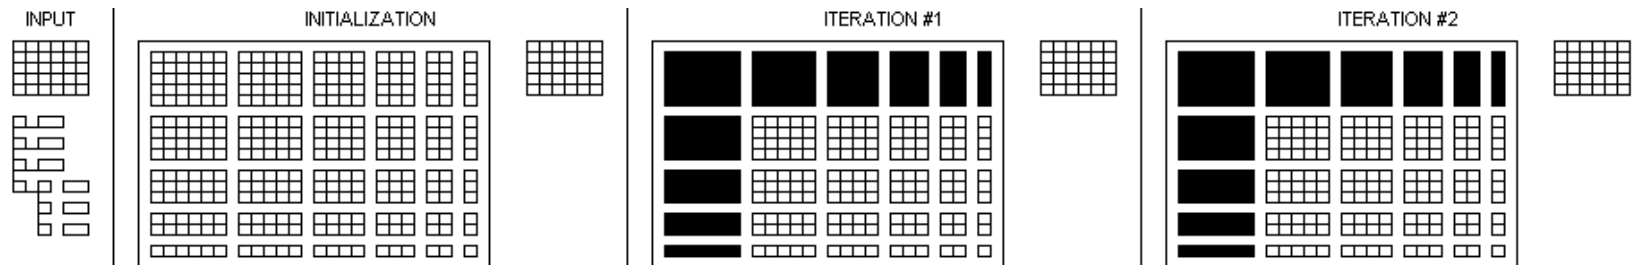 INPUT
INITIALIZATION
ITERATION #1
ITERATION #2